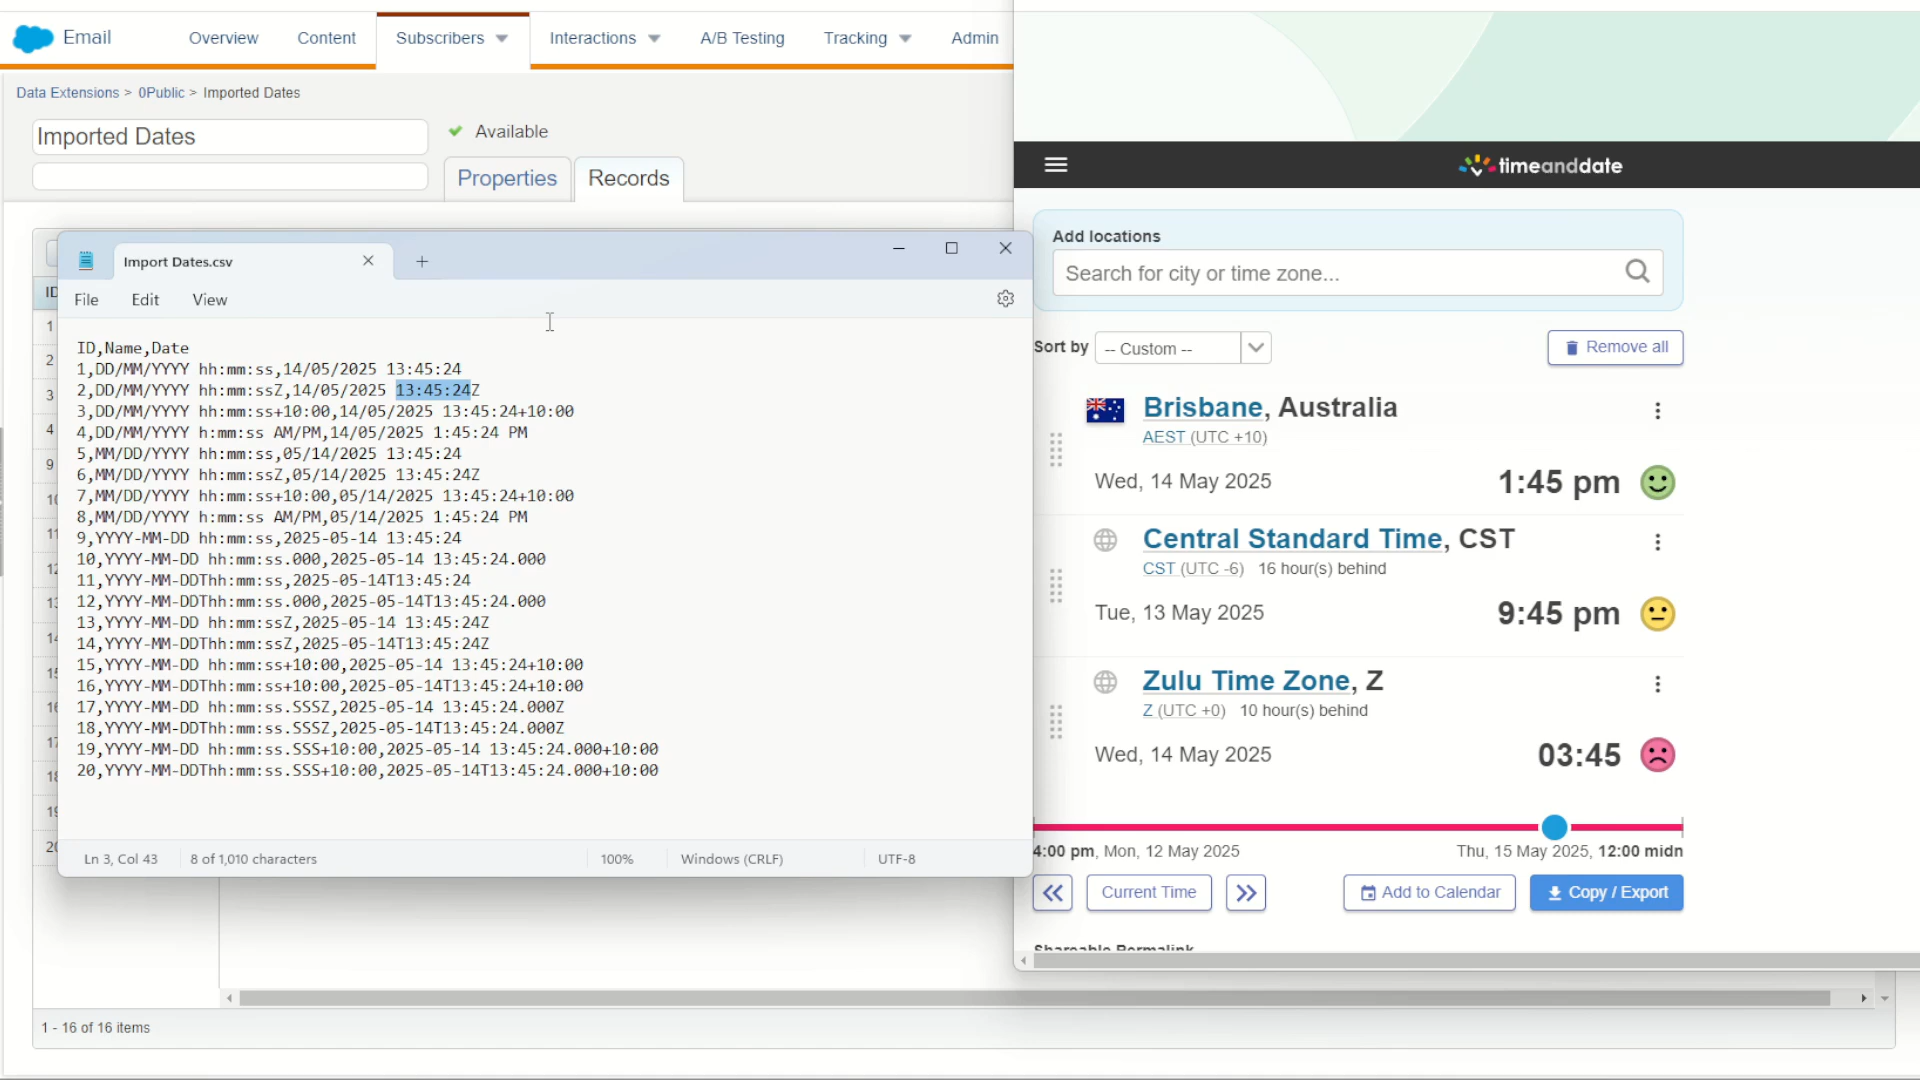 Email
Overview
Content
Subscribers
Interactions
A/B Testing
Tracking
Admin
Data Extensions > 0Public > Imported Dates
Imported Dates
Available
Properties
Records
Import Dates.csv
File
Edit
View
ID,Name,Date
1,DD/MM/YYYY hh:mm:ss,14/05/2025 13:45:24
2,DD/MM/YYYY hh:mm:ssZ,14/05/2025 13:45:24Z
3,DD/MM/YYYY hh:mm:ss+10:00,14/05/2025 13:45:24+10:00
4,DD/MM/YYYY h:mm:ss AM/PM,14/05/2025 1:45:24 PM
5,MM/DD/YYYY hh:mm:ss,05/14/2025 13:45:24
6,MM/DD/YYYY hh:mm:ssZ,05/14/2025 13:45:24Z
7,MM/DD/YYYY hh:mm:ss+10:00,05/14/2025 13:45:24+10:00
8,MM/DD/YYYY h:mm:ss AM/PM,05/14/2025 1:45:24 PM
9,YYYY-MM-DD hh:mm:ss,2025-05-14 13:45:24
10,YYYY-MM-DD hh:mm:ss.000,2025-05-14 13:45:24.000
11,YYYY-MM-DDThh:mm:ss,2025-05-14T13:45:24
12,YYYY-MM-DDThh:mm:ss.000,2025-05-14T13:45:24.000
13,YYYY-MM-DD hh:mm:ssZ,2025-05-14 13:45:24Z
14,YYYY-MM-DDThh:mm:ssZ,2025-05-14T13:45:24Z
15,YYYY-MM-DD hh:mm:ss+10:00,2025-05-14 13:45:24+10:00
16,YYYY-MM-DDThh:mm:ss+10:00,2025-05-14T13:45:24+10:00
17,YYYY-MM-DD hh:mm:ss.SSSZ,2025-05-14 13:45:24.000Z
18,YYYY-MM-DDThh:mm:ss.SSSZ,2025-05-14T13:45:24.000Z
19,YYYY-MM-DD hh:mm:ss.SSS+10:00,2025-05-14 13:45:24.000+10:00
20,YYYY-MM-DDThh:mm:ss.SSS+10:00,2025-05-14T13:45:24.000+10:00
Ln 3, Col 43
8 of 1,010 characters
100%
Windows (CRLF)
UTF-8
ID
1
2
3
4
9
10
11
12
13
14
15
16
17
18
19
20
1 - 16 of 16 items
timeanddate
Add locations
Search for city or time zone...
Sort by
-- Custom --
Remove all
Brisbane, Australia
AEST (UTC +10)
Wed, 14 May 2025
1:45 pm
Central Standard Time, CST
CST (UTC -6) 16 hour(s) behind
Tue, 13 May 2025
9:45 pm
Zulu Time Zone, Z
Z (UTC +0) 10 hour(s) behind
Wed, 14 May 2025
03:45
4:00 pm, Mon, 12 May 2025
Thu, 15 May 2025, 12:00 midn
Current Time
Add to Calendar
Copy / Export
Shareable Permalink